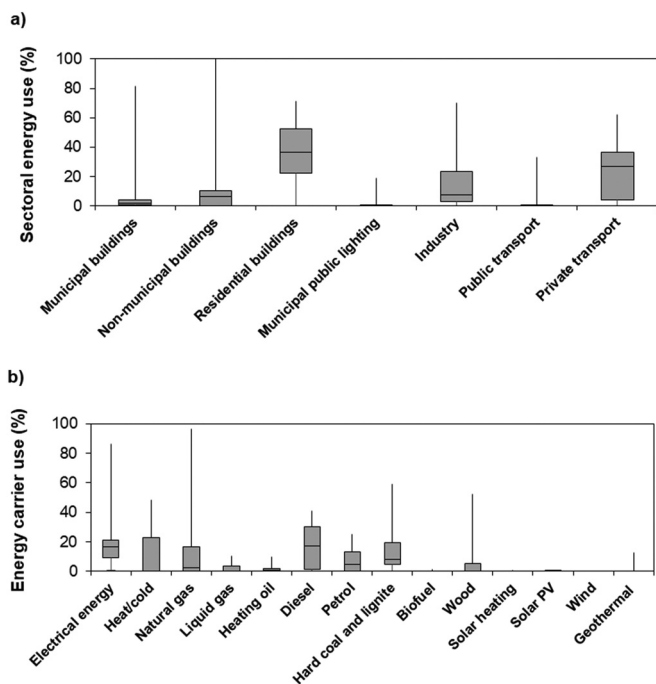 a)
Sectoral energy use (%)
100
80
60
40
20
0
Municipal buildings
Non-municipal buildings
Residential buildings
Municipal public lighting
Industry
Public transport
Private transport
b)
Energy carrier use (%)
100
80
60
40
20
0
Electrical energy
Heat/cold
Natural gas
Liquid gas
Heating oil
Diesel
Petrol
Hard coal and lignite
Biofuel
Wood
Solar heating
Solar PV
Wind
Geothermal